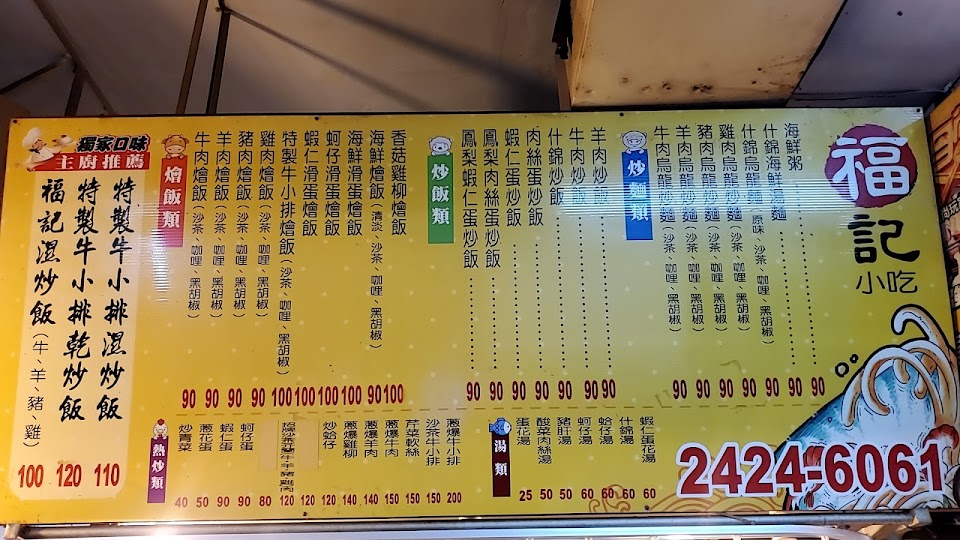 福記
小吃
獨家口味
主廚推薦
福記濕炒飯（牛、羊、豬、雞）
特製牛小排乾炒飯
特製牛小排濕炒飯
100 120 110
燴飯類
牛肉燴飯（沙茶、咖哩、黑胡椒）
羊肉燴飯（沙茶、咖哩、黑胡椒）
豬肉燴飯（沙茶、咖哩、黑胡椒）
雞肉燴飯（沙茶、咖哩、黑胡椒）
特製牛小排燴飯（沙茶、咖哩、黑胡椒）
蝦仁滑蛋燴飯
蚵仔滑蛋燴飯
海鮮滑蛋燴飯
海鮮燴飯（清淡、沙茶、咖哩、黑胡椒）
香菇雞柳燴飯
90 90 90 90 100 100 100 100 90 100
炒飯類
鳳梨蝦仁蛋炒飯
鳳梨肉絲蛋炒飯
蝦仁蛋炒飯
肉絲蛋炒飯
什錦炒飯
牛肉炒飯
羊肉炒飯
90 90 90 90 90 90 90
炒麵類
牛肉烏龍炒麵（沙茶、咖哩、黑胡椒）
羊肉烏龍炒麵（沙茶、咖哩、黑胡椒）
豬肉烏龍炒麵（沙茶、咖哩、黑胡椒）
雞肉烏龍炒麵（沙茶、咖哩、黑胡椒）
什錦烏龍麵（原味、沙茶、咖哩、黑胡椒）
什錦海鮮湯麵
海鮮粥
90 90 90 90 90 90 90
熱炒類
炒青菜
蔥花蛋
蝦仁蛋
蚵仔蛋
炒蛤仔
蔥爆雞柳
蔥爆羊肉
蔥爆牛肉
芹菜軟絲
沙茶牛小排
蔥爆牛小排
40 50 90 90 80 120 120 120 140 140 150 150 150 200
湯類
蛋花湯
酸菜肉絲湯
豬肝湯
蚵仔湯
蛤仔湯
什錦湯
蝦仁蛋花湯
25 50 50 60 60 60 60
2424-6061